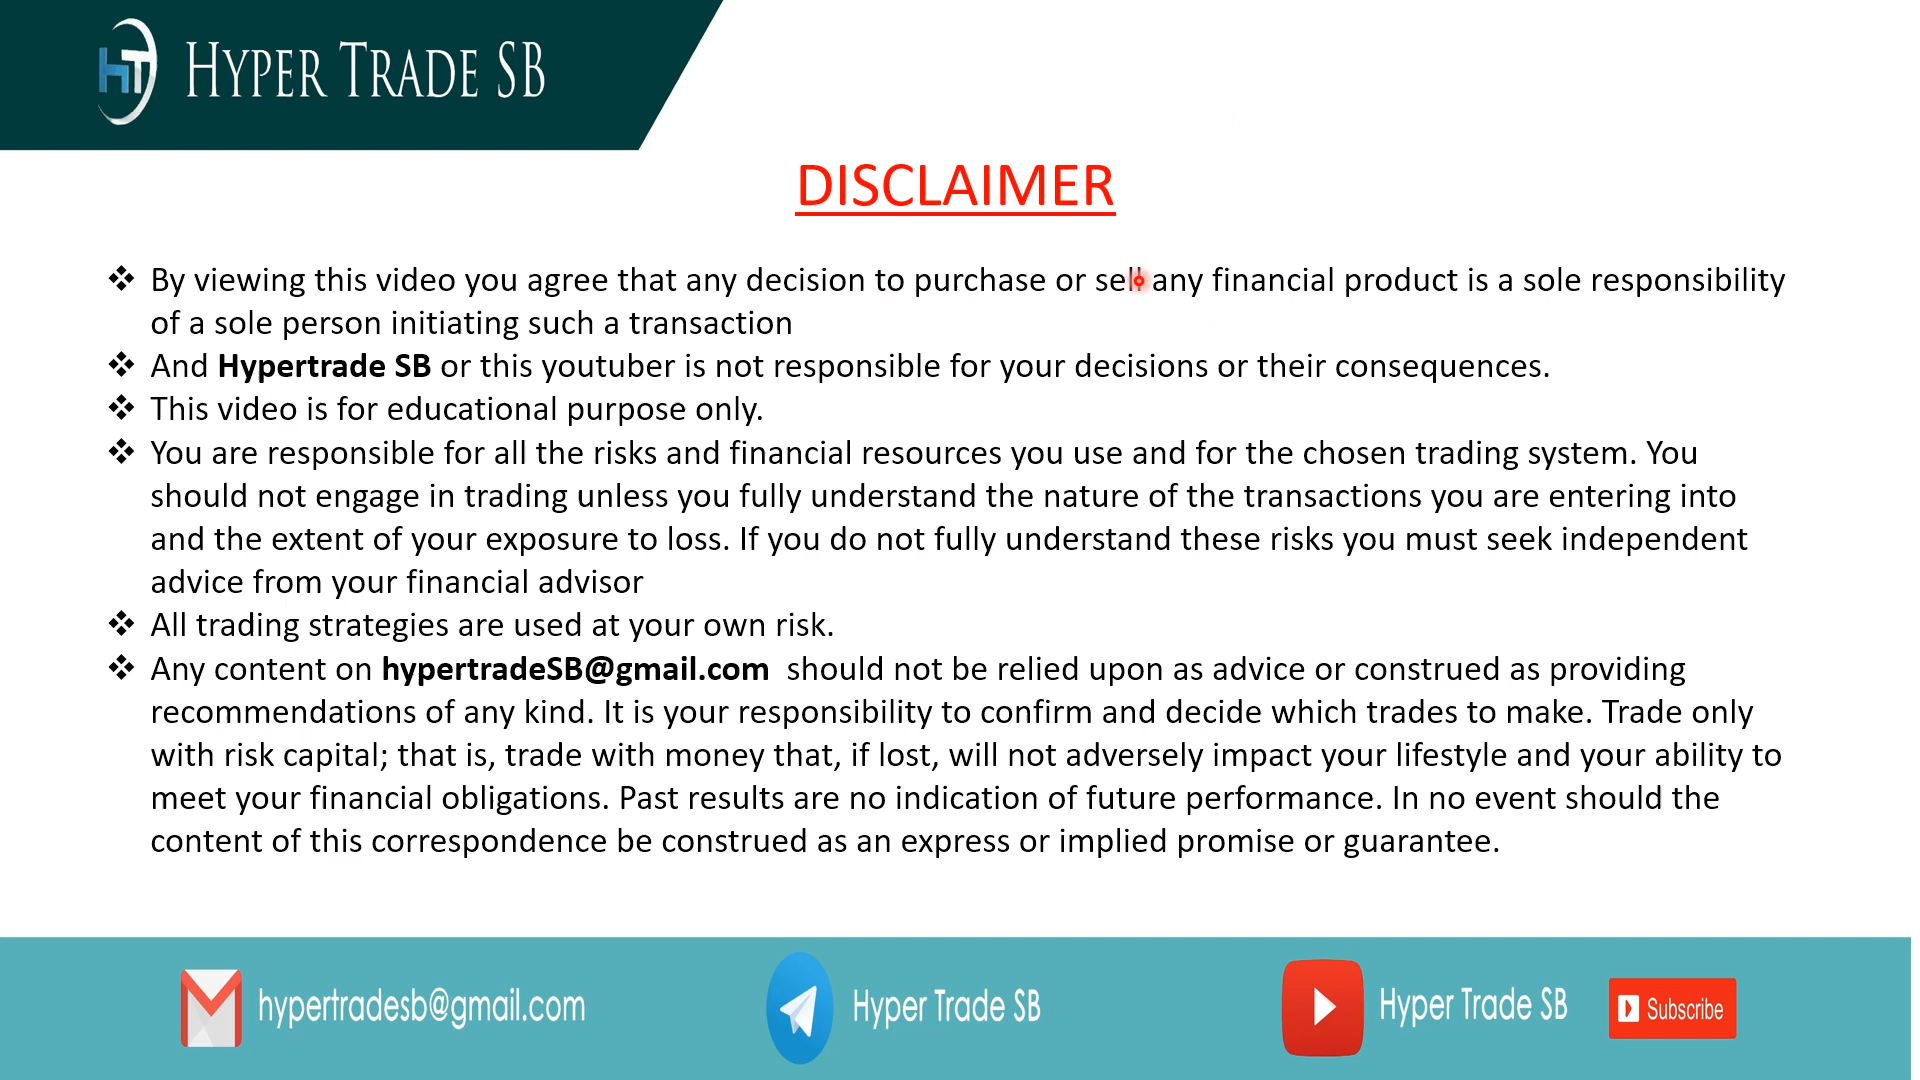 HT HYPER TRADE SB
DISCLAIMER
❖ By viewing this video you agree that any decision to purchase or sell any financial product is a sole responsibility
of a sole person initiating such a transaction
❖ And Hypertrade SB or this youtuber is not responsible for your decisions or their consequences.
❖ This video is for educational purpose only.
❖ You are responsible for all the risks and financial resources you use and for the chosen trading system. You
should not engage in trading unless you fully understand the nature of the transactions you are entering into
and the extent of your exposure to loss. If you do not fully understand these risks you must seek independent
advice from your financial advisor
❖ All trading strategies are used at your own risk.
❖ Any content on hypertradeSB@gmail.com should not be relied upon as advice or construed as providing
recommendations of any kind. It is your responsibility to confirm and decide which trades to make. Trade only
with risk capital; that is, trade with money that, if lost, will not adversely impact your lifestyle and your ability to
meet your financial obligations. Past results are no indication of future performance. In no event should the
content of this correspondence be construed as an express or implied promise or guarantee.
hypertradesb@gmail.com Hyper Trade SB Hyper Trade SB Subscribe